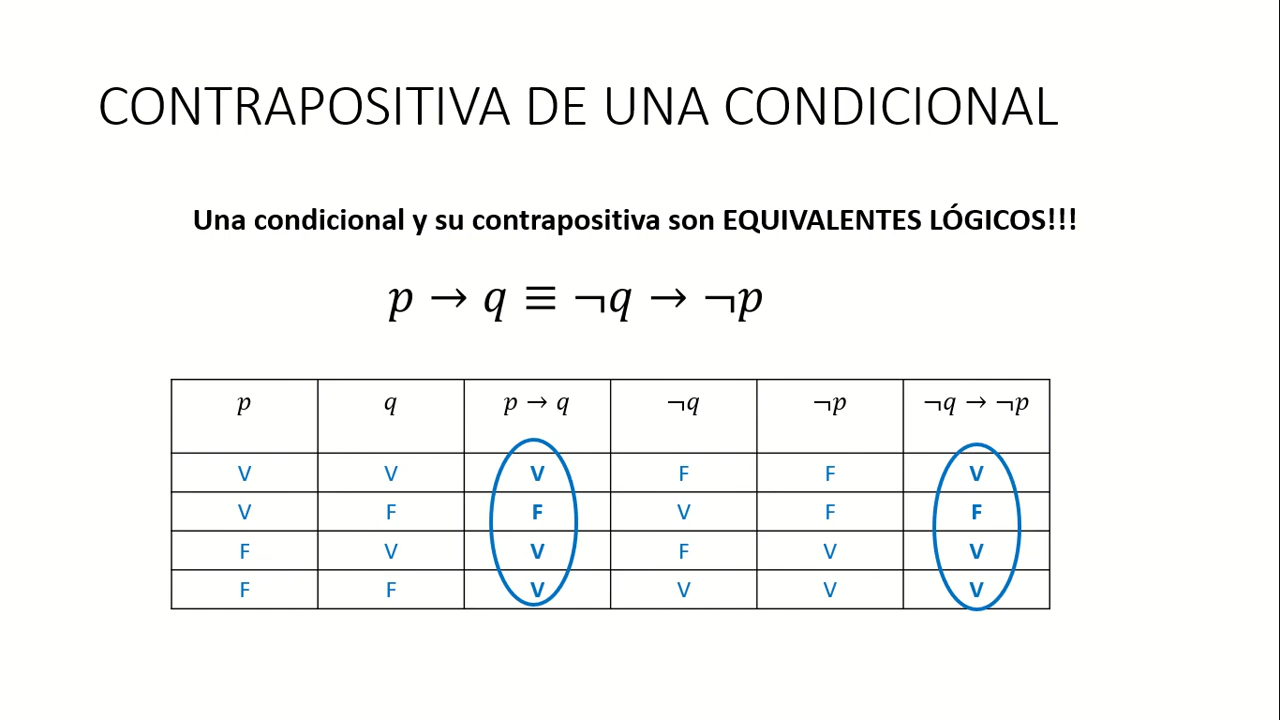 CONTRAPOSITIVA DE UNA CONDICIONAL
Una condicional y su contrapositiva son EQUIVALENTES LÓGICOS!!!
p → q ≡ ¬q → ¬p
p q p → q ¬q ¬p ¬q → ¬p
V V V F F V
V F F V F F
F V V F V V
F F V V V V